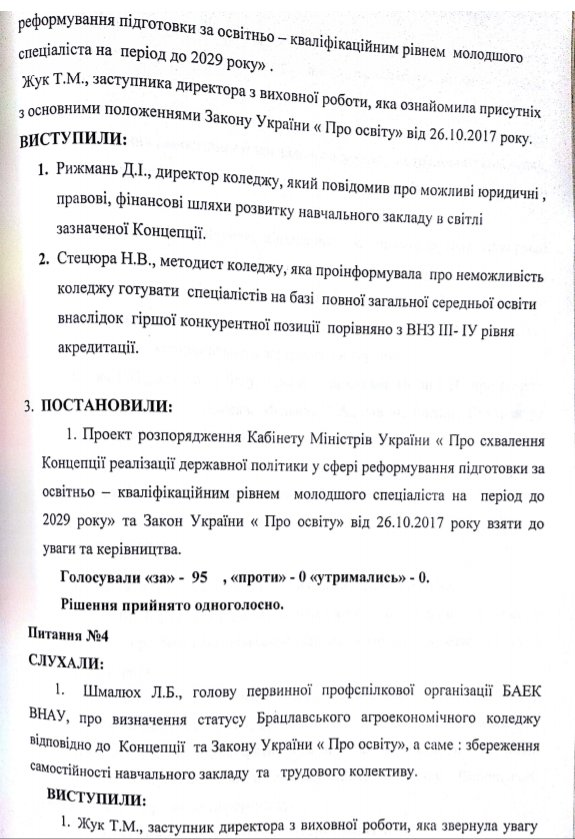 реформування підготовки за освітньо – кваліфікаційним рівнем молодшого
спеціаліста на період до 2029 року» .
Жук Т.М., заступника директора з виховної роботи, яка ознайомила присутніх
з основними положеннями Закону України « Про освіту» від 26.10.2017 року.
ВИСТУПИЛИ:
1. Рижмань Д.І., директор коледжу, який повідомив про можливі юридичні ,
правові, фінансові шляхи розвитку навчального закладу в світлі
зазначеної Концепції.
2. Стецюра Н.В., методист коледжу, яка проінформувала про неможливість
коледжу готувати спеціалістів на базі повної загальної середньої освіти
внаслідок гіршої конкурентної позиції порівняно з ВНЗ ІІІ- ІУ рівня
акредитації.
3. ПОСТАНОВИЛИ:
1. Проект розпорядження Кабінету Міністрів України « Про схвалення
Концепції реалізації державної політики у сфері реформування підготовки за
освітньо – кваліфікаційним рівнем молодшого спеціаліста на період до
2029 року» та Закон України « Про освіту» від 26.10.2017 року взяти до
уваги та керівництва.
Голосували «за» - 95 , «проти» - 0 «утримались» - 0.
Рішення прийнято одноголосно.
Питання №4
СЛУХАЛИ:
1. Шмалюх Л.Б., голову первинної профспілкової організації БАЕК
ВНАУ, про визначення статусу Брацлавського агроекономічного коледжу
відповідно до Концепції та Закону України « Про освіту», а саме : збереження
самостійності навчального закладу та трудового колективу.
ВИСТУПИЛИ:
1. Жук Т.М., заступник директора з виховної роботи, яка звернула увагу